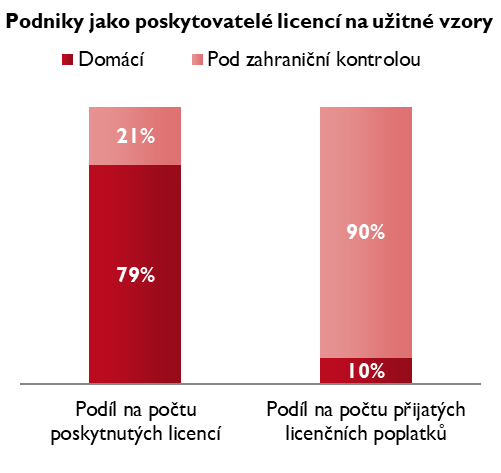 Podniky jako poskytovatelé licencí na užitné vzory
Domácí Pod zahraniční kontrolou
21%
79%
90%
10%
Podíl na počtu
poskytnutých licencí
Podíl na počtu přijatých
licenčních poplatků